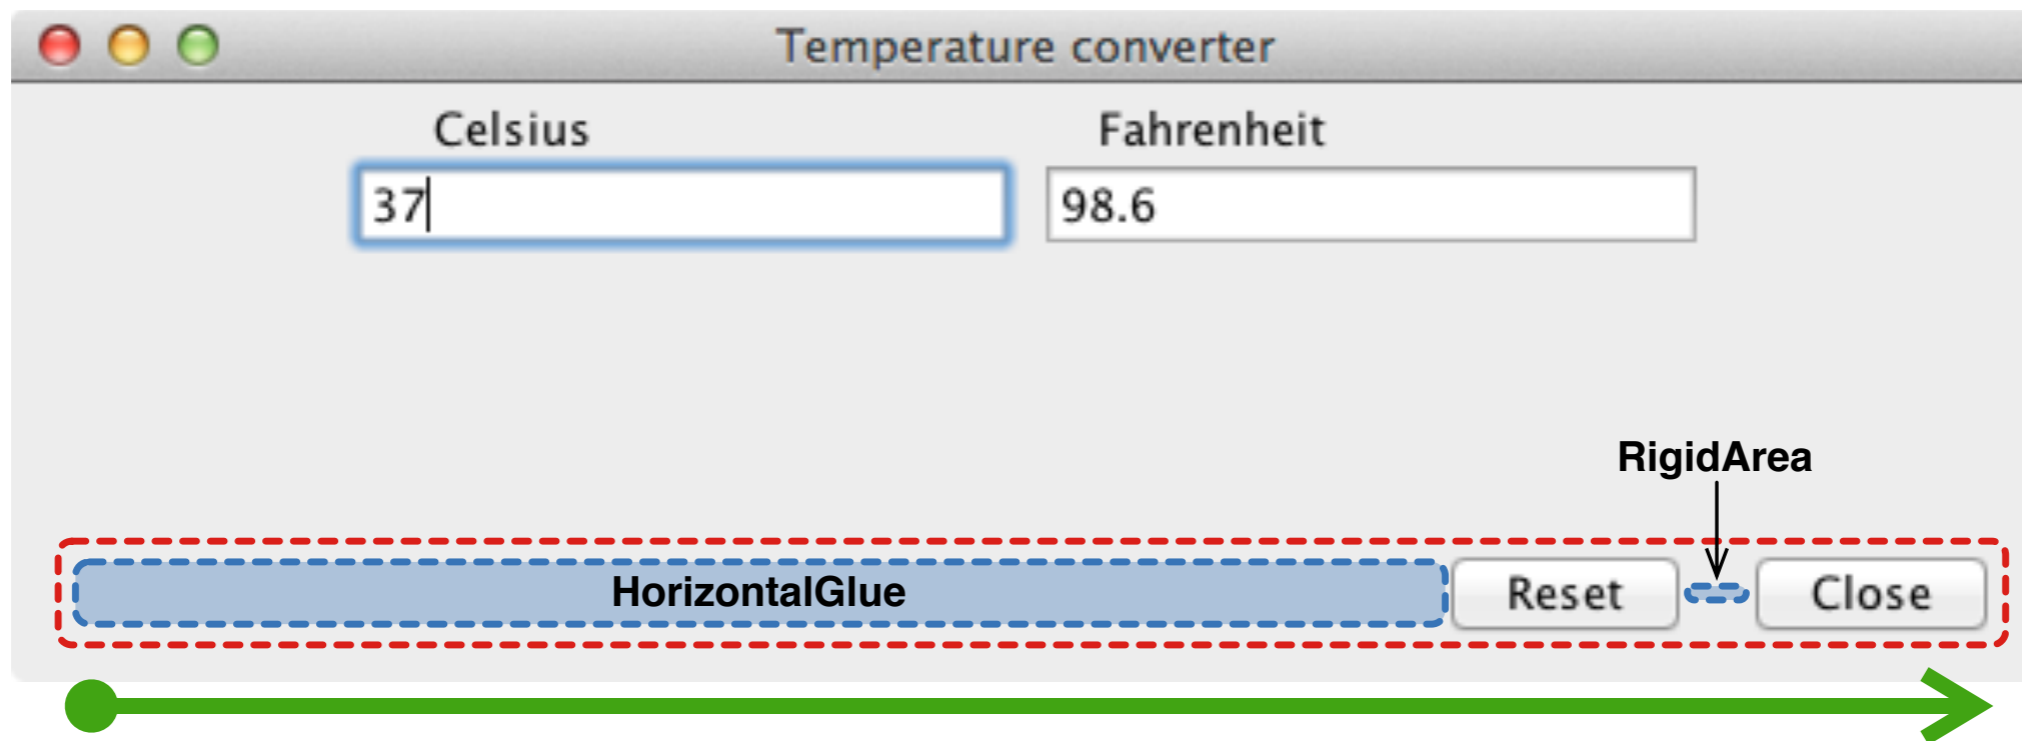 Temperature converter
Celsius Fahrenheit
37 98.6
RigidArea
HorizontalGlue Reset Close